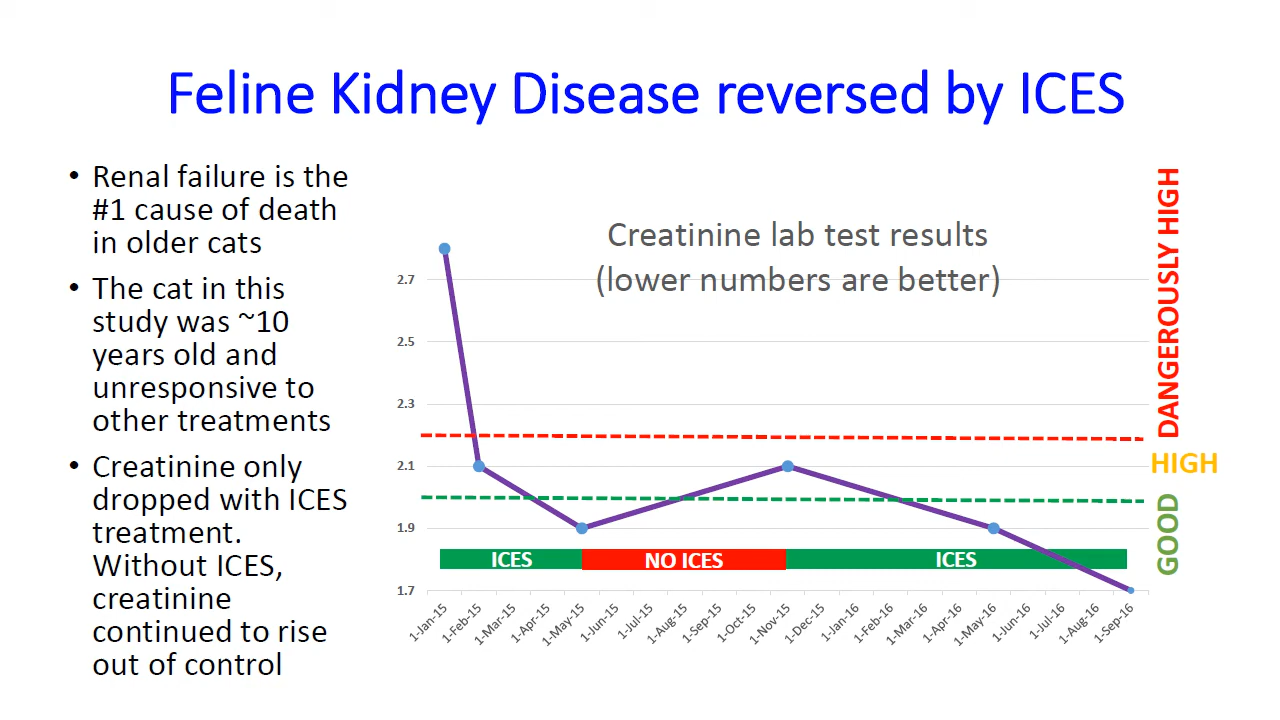 Feline Kidney Disease reversed by ICES
• Renal failure is the
#1 cause of death
in older cats
• The cat in this
study was ~10
years old and
unresponsive to
other treatments
• Creatinine only
dropped with ICES
treatment.
Without ICES,
creatinine
continued to rise
out of control
Creatinine lab test results
(lower numbers are better)
2.7
2.5
2.3
2.1
1.9
1.7
ICES
NO ICES
ICES
1-Jan-15
1-Feb-15
1-Mar-15
1-Apr-15
1-May-15
1-Jun-15
1-Jul-15
1-Aug-15
1-Sep-15
1-Oct-15
1-Nov-15
1-Dec-15
1-Jan-16
1-Feb-16
1-Mar-16
1-Apr-16
1-May-16
1-Jun-16
1-Jul-16
1-Aug-16
1-Sep-16
DANGEROUSLY HIGH
HIGH
GOOD